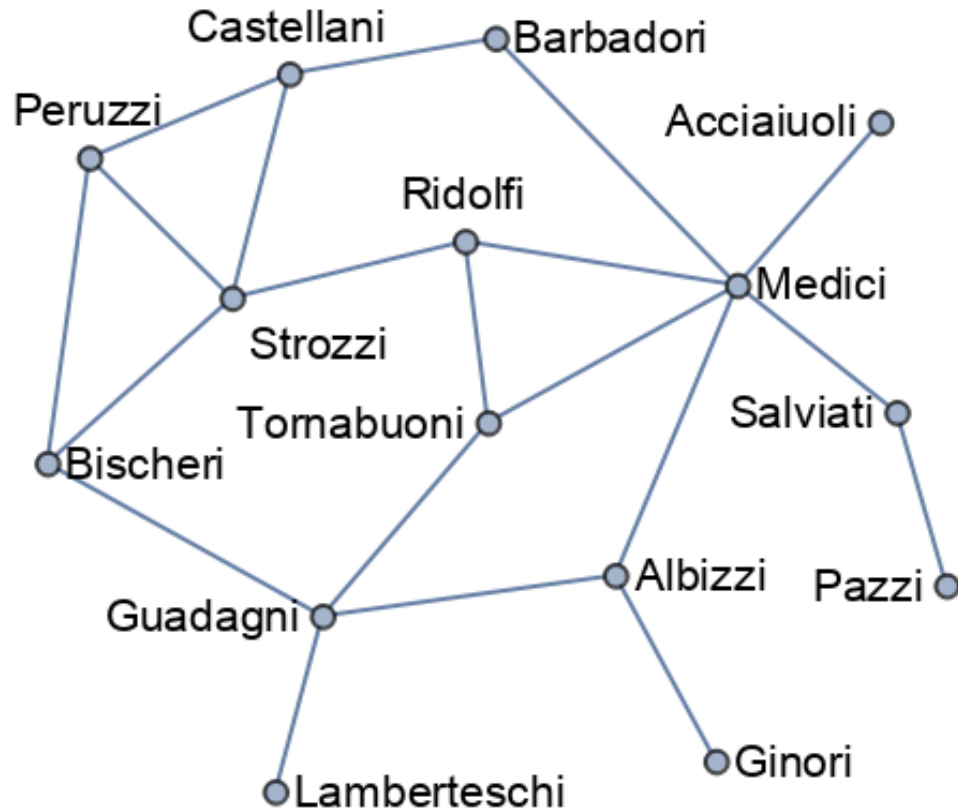 Castellani
Barbadori
Peruzzi
Acciaiuoli
Ridolfi
Medici
Strozzi
Salviati
Tornabuoni
Bischeri
Albizzi
Pazzi
Guadagni
Ginori
Lamberteschi